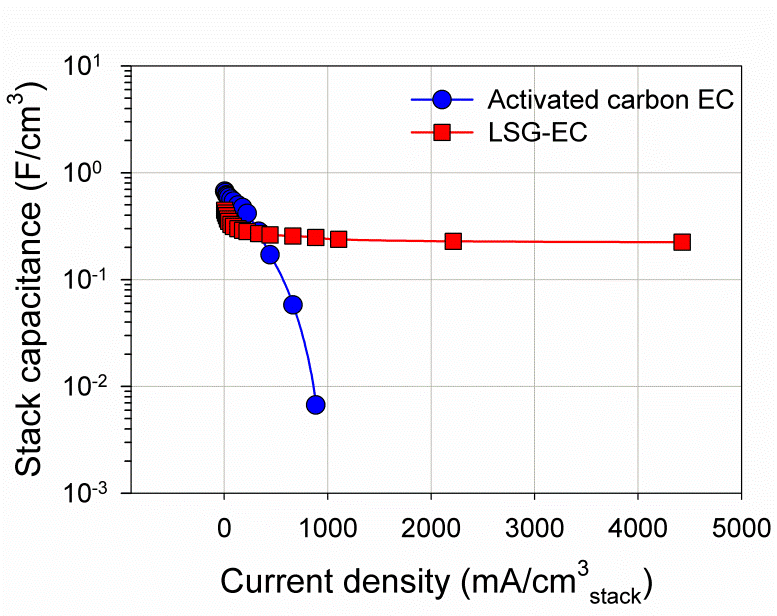 10¹
Activated carbon EC
LSG-EC
10⁰
10⁻¹
10⁻²
10⁻³
Stack capacitance (F/cm³)
0 1000 2000 3000 4000 5000
Current density (mA/cm³stack)